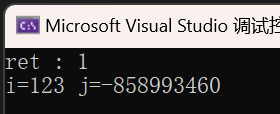 Microsoft Visual Studio 调试控
ret : 1
i=123 j=-858993460